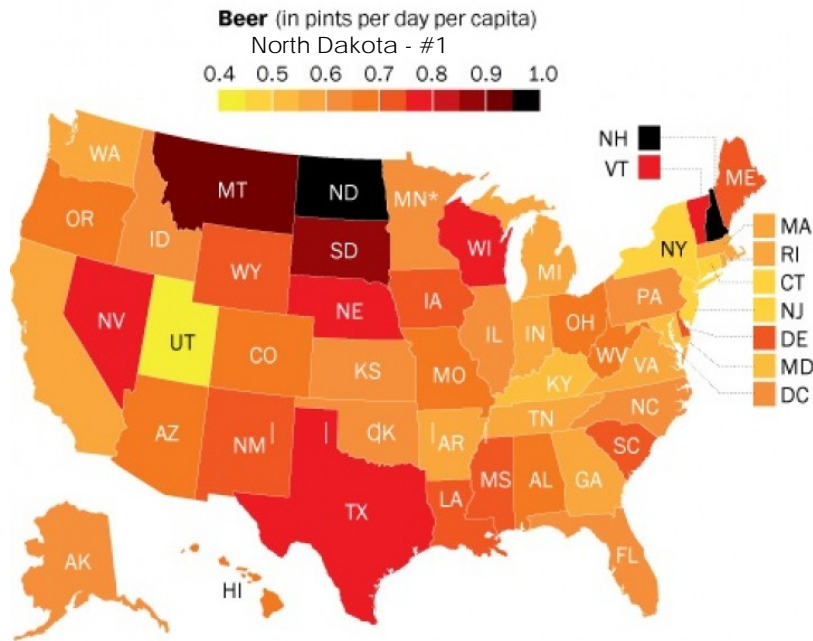 Beer (in pints per day per capita)
North Dakota - #1
0.4 0.5 0.6 0.7 0.8 0.9 1.0
NH
VT
WA
MT
ND
MN*
ME
OR
ID
SD
WI
NY
MA
WY
MI
RI
CT
NV
NE
IA
PA
NJ
UT
CO
IL
IN
OH
DE
KS
MO
WV
VA
MD
KY
DC
AZ
NM
OK
AR
TN
NC
SC
TX
LA
MS
AL
GA
AK
HI
FL